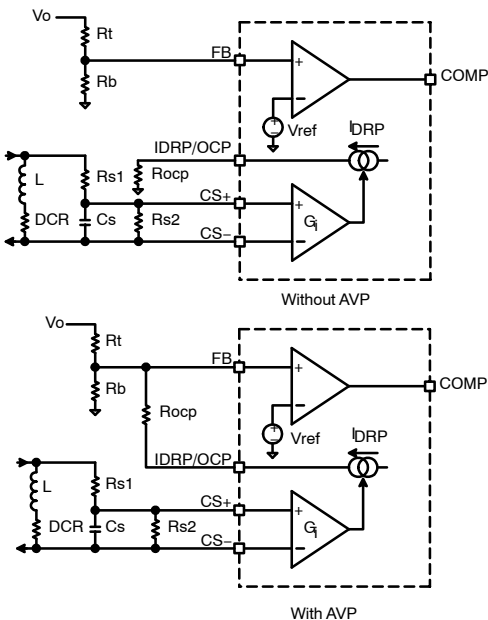 Vo
Rt
FB
Rb
+
−
COMP
+
−
Vref
IDRP/OCP
IDRP
Rocp
L
Rs1
CS+
+
DCR
Cs
Rs2
Gi
CS−
−
Without AVP
Vo
Rt
FB
Rb
+
−
COMP
Rocp
+
−
Vref
IDRP/OCP
IDRP
L
Rs1
CS+
+
DCR
Cs
Rs2
Gi
CS−
−
With AVP